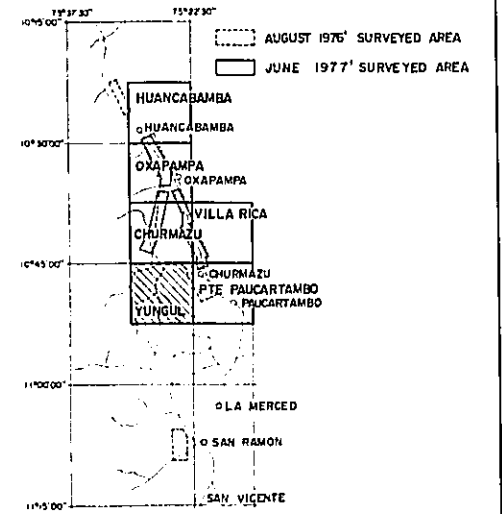 75°37'30"
75°22'30"
10°15'00"
AUGUST 1976' SURVEYED AREA
JUNE 1977' SURVEYED AREA
HUANCABAMBA
HUANCABAMBA
10°30'00"
OXAPAMPA
OXAPAMPA
VILLA RICA
CHURMAZU
10°45'00"
CHURMAZU
PTE PAUCARTAMBO
PAUCARTAMBO
YUNGUL
11°00'00"
LA MERCED
SAN RAMON
11°15'00"
SAN VICENTE